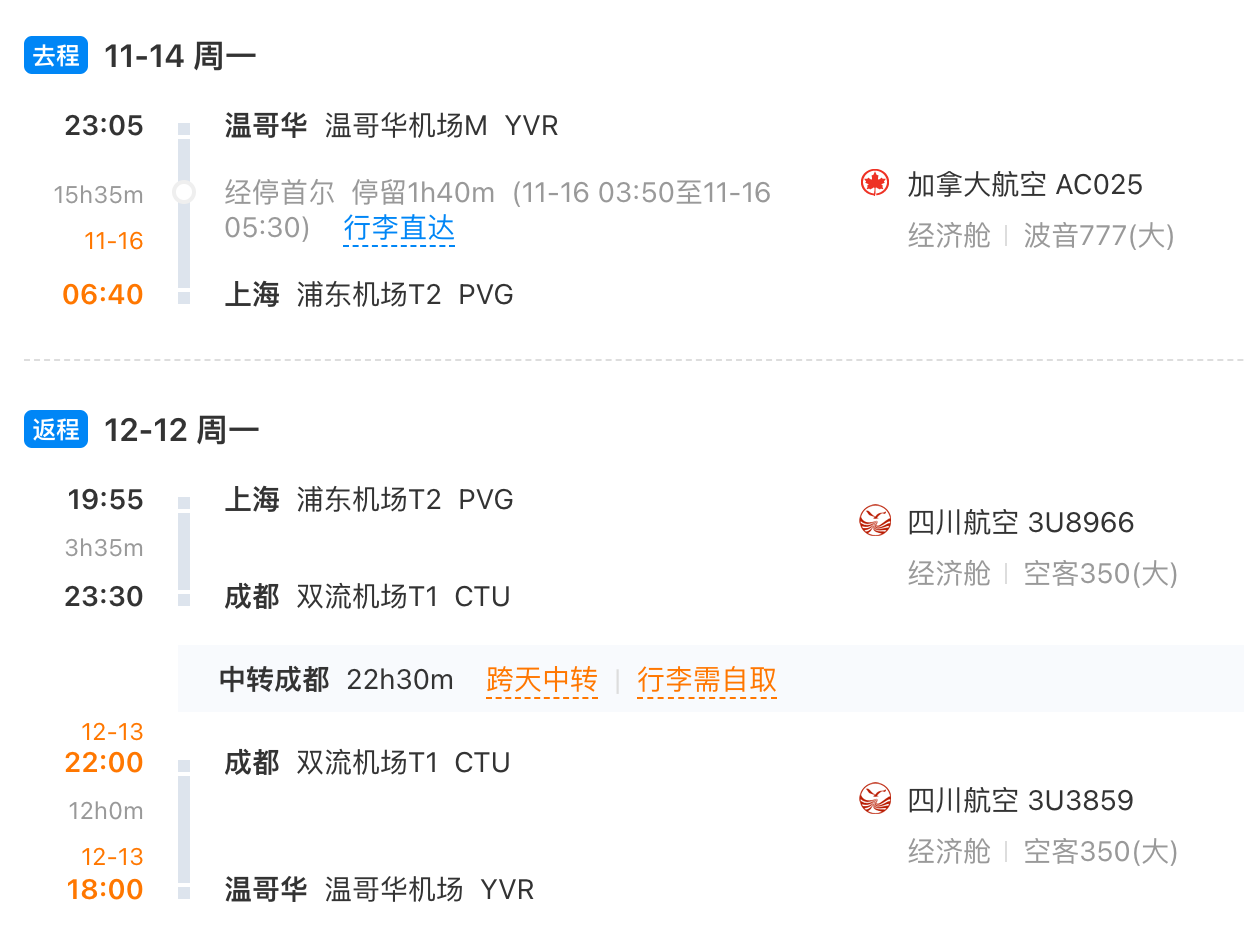 去程 11-14 周一
23:05 温哥华 温哥华机场M YVR
15h35m 经停首尔 停留1h40m (11-16 03:50至11-16
05:30) 行李直达
11-16
06:40 上海 浦东机场T2 PVG
加拿大航空 AC025
经济舱 | 波音777(大)
返程 12-12 周一
19:55 上海 浦东机场T2 PVG
3h35m
23:30 成都 双流机场T1 CTU
四川航空 3U8966
经济舱 | 空客350(大)
中转成都 22h30m 跨天中转 | 行李需自取
12-13
22:00 成都 双流机场T1 CTU
12h0m
12-13
18:00 温哥华 温哥华机场 YVR
四川航空 3U3859
经济舱 | 空客350(大)